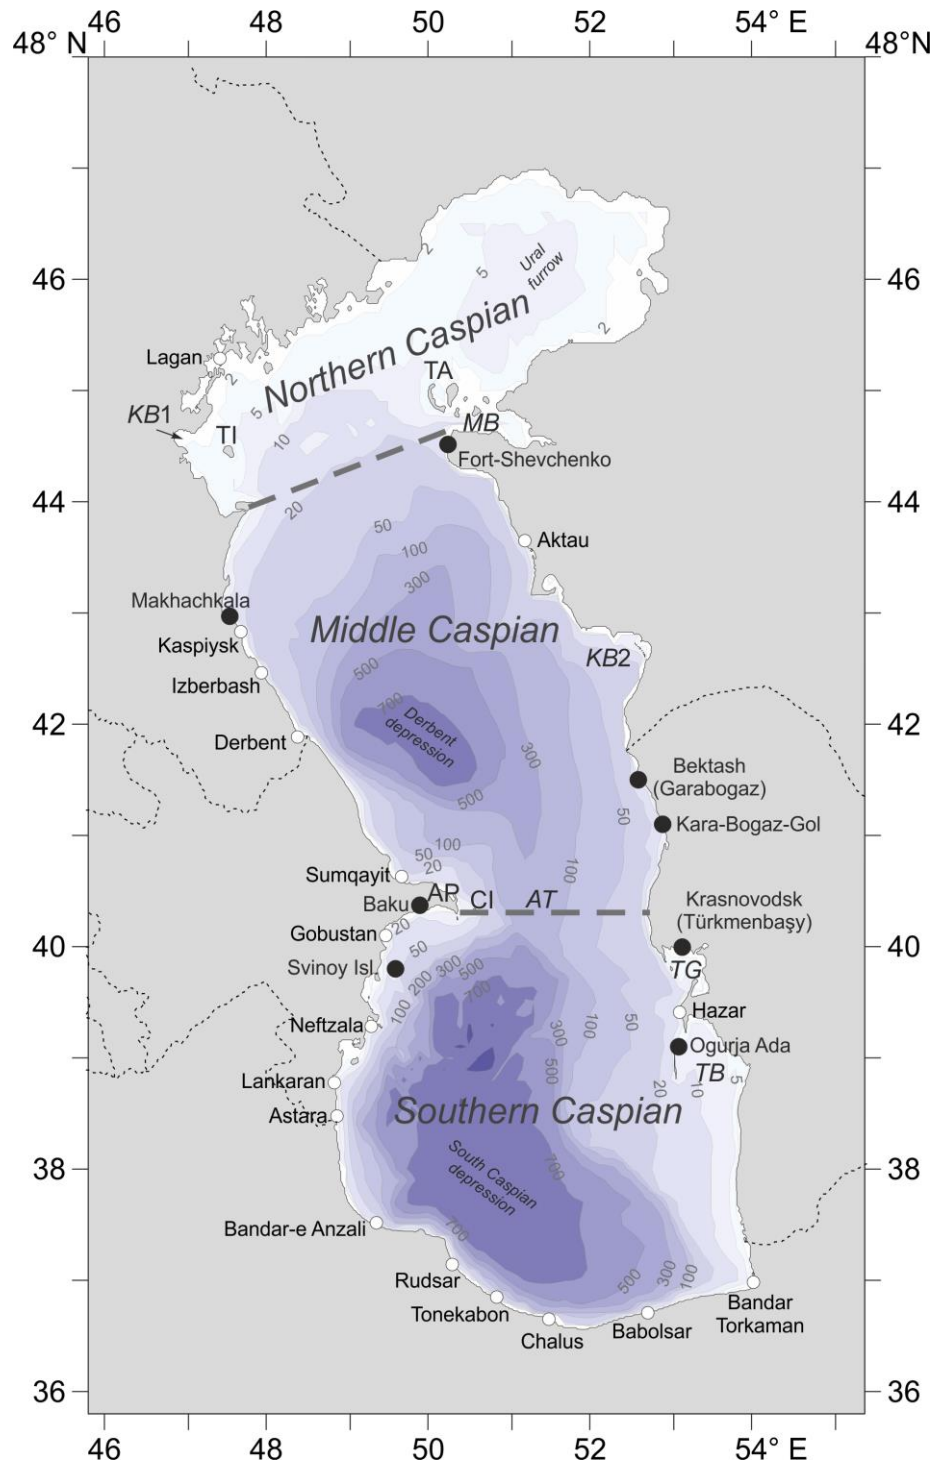 46 48 50 52 54° E
48° N 48°N
2
Ural
furrow
46 46
5
2
Northern Caspian
Lagan
2
TA
KB1
5
TI
10
MB
Fort-Shevchenko
44 44
20
50
Aktau
100
300
Makhachkala
Middle Caspian
Kaspiysk
KB2
500
Izberbash
700
42 42
Derbent
depression
Derbent
300
Bektash
(Garabogaz)
500
50
Kara-Bogaz-Gol
100
50
20
100
Sumqayit
AP CI AT
Baku
Krasnovodsk
(Türkmenbaşy)
20
Gobustan
50
40 40
300
500
Svinoy Isl.
200
700
TG
100
Hazar
Neftzala
300
100
50
Ogurja Ada
500
TB
5
20
10
Lankaran
Astara
Southern Caspian
South Caspian
depression
700
38 38
Bandar-e Anzali
700
Rudsar
500
300
100
Tonekabon
Chalus
Babolsar
Bandar
Torkaman
36 36
46 48 50 52 54° E